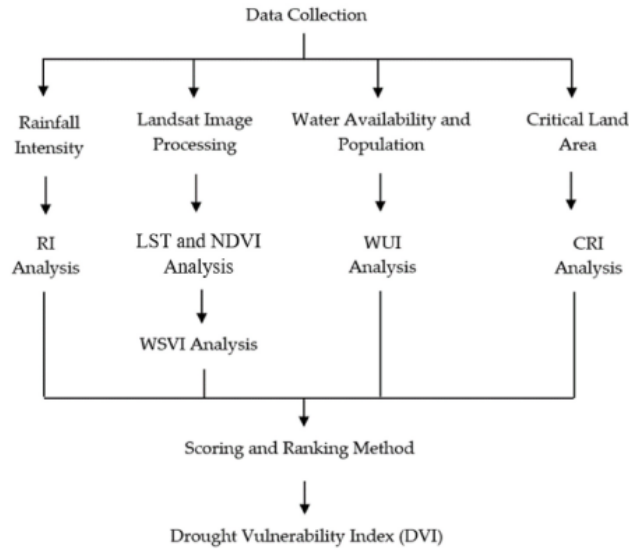 Data Collection
Rainfall
Intensity
Landsat Image
Processing
Water Availability and
Population
Critical Land
Area
RI
Analysis
LST and NDVI
Analysis
WUI
Analysis
CRI
Analysis
WSVI Analysis
Scoring and Ranking Method
Drought Vulnerability Index (DVI)